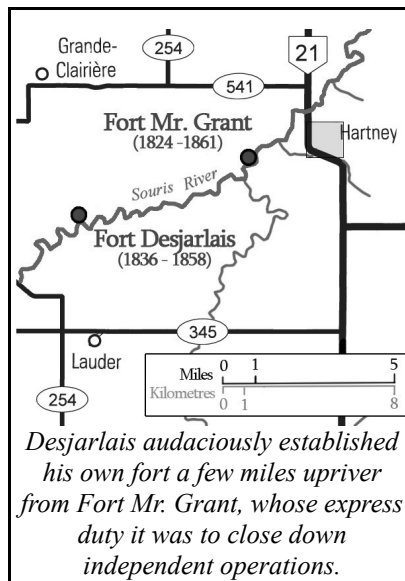 Grande-
Clairière
254
21
541
Fort Mr. Grant
(1824 -1861)
Hartney
Souris River
Fort Desjarlais
(1836 - 1858)
345
Lauder
254
Miles 0 1 5
Kilometres 0 1 8
Desjarlais audaciously established
his own fort a few miles upriver
from Fort Mr. Grant, whose express
duty it was to close down
independent operations.